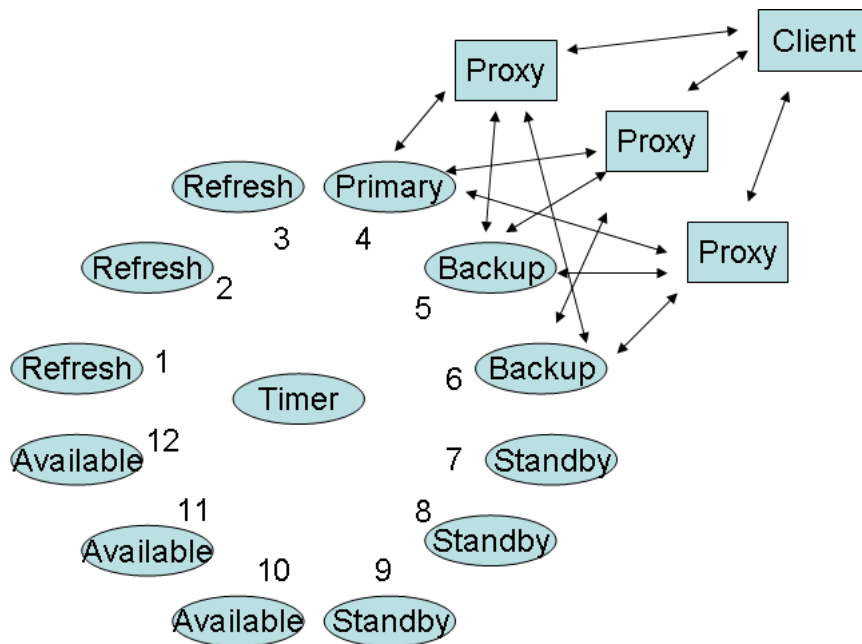 Client
Proxy
Proxy
Refresh
Primary
3
4
Proxy
Refresh
Backup
2
5
Refresh
1
6
Backup
Timer
12
Available
7
Standby
11
8
Available
Standby
10
9
Available
Standby